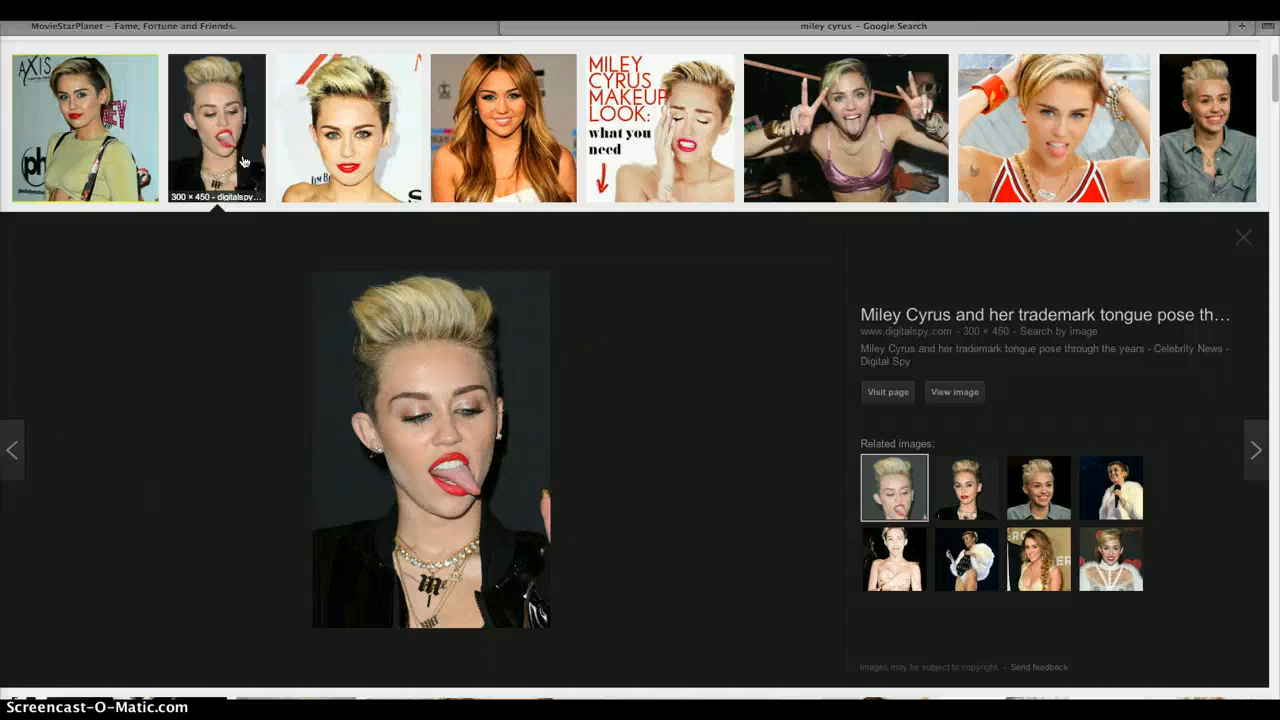 MovieStarPlanet - Fame, Fortune and Friends.
miley cyrus - Google Search
+
AXIS
EY
ph
300 × 450 - digitalspy...
MILEY
CYRUS
MAKEUP
LOOK:
what you
need
Miley Cyrus and her trademark tongue pose th...
www.digitalspy.com - 300 × 450 - Search by image
Miley Cyrus and her trademark tongue pose through the years - Celebrity News -
Digital Spy
Visit page
View image
Related images:
Images may be subject to copyright. - Send feedback
Screencast-O-Matic.com